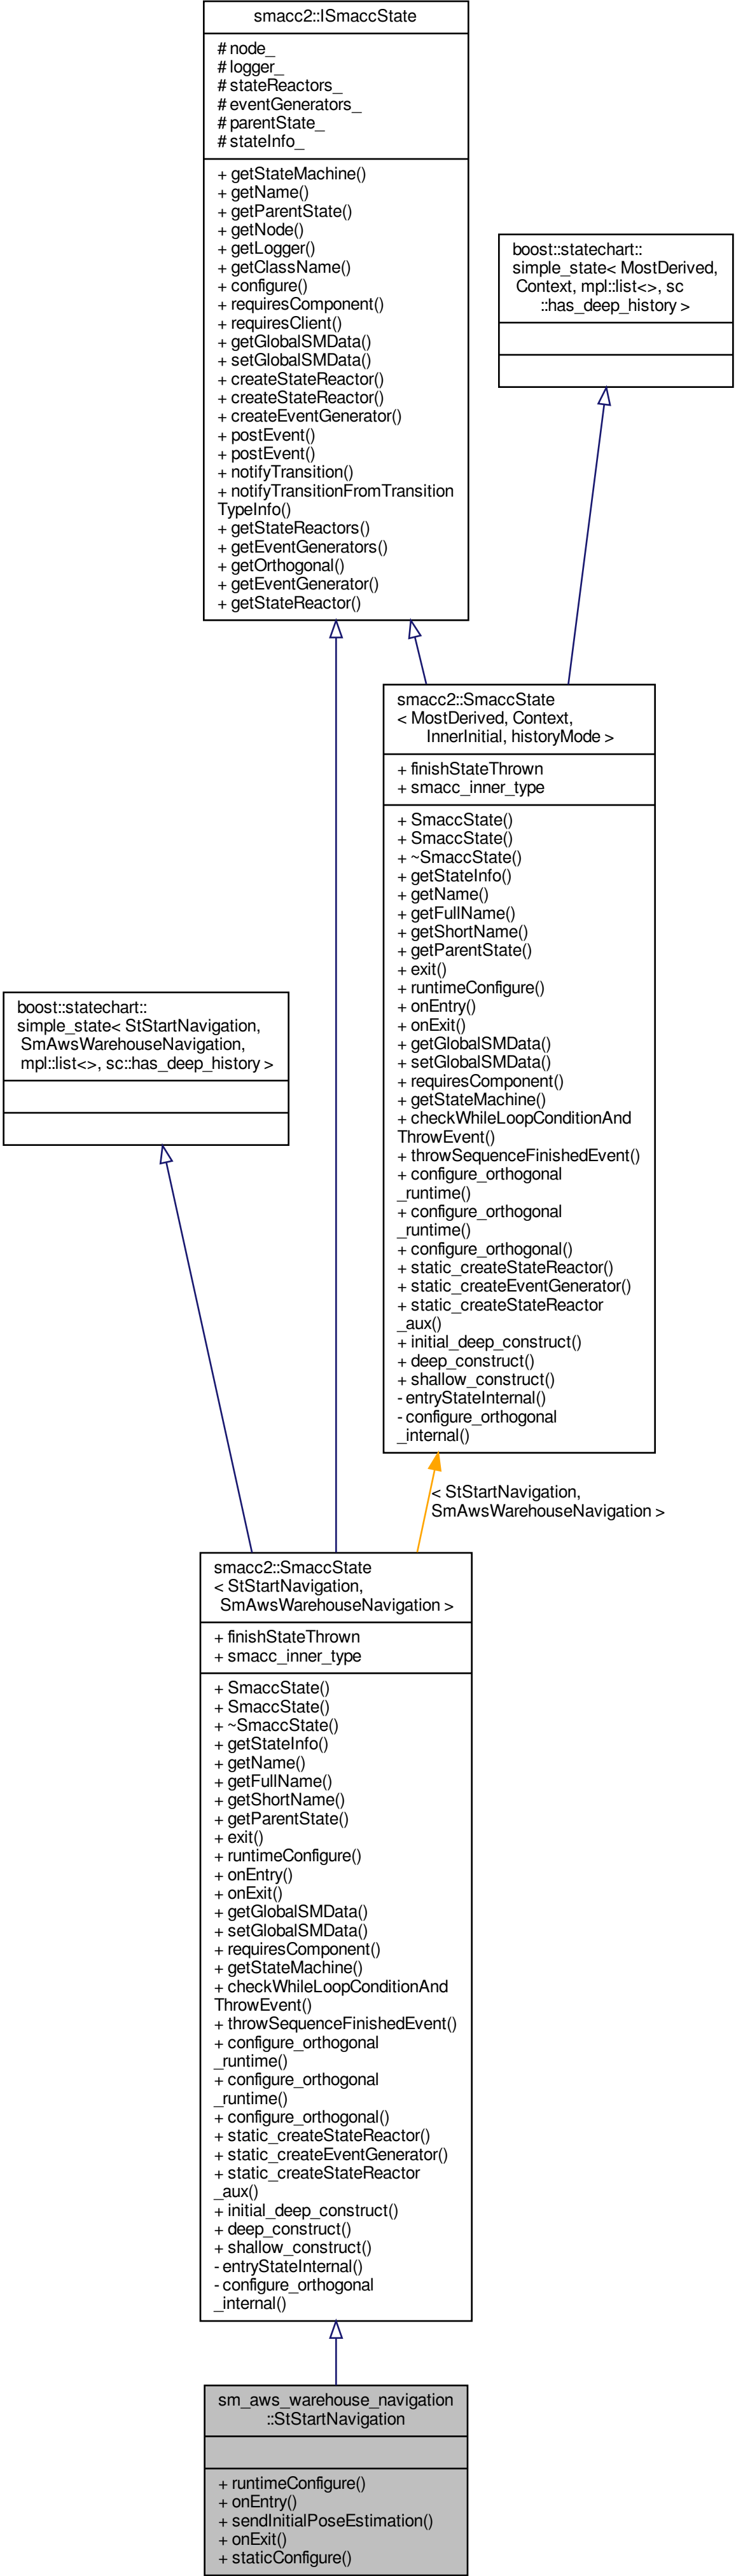 smacc2::ISmaccState
# node_
# logger_
# stateReactors_
# eventGenerators_
# parentState_
# stateInfo_
+ getStateMachine()
+ getName()
+ getParentState()
+ getNode()
+ getLogger()
+ getClassName()
+ configure()
+ requiresComponent()
+ requiresClient()
+ getGlobalSMData()
+ setGlobalSMData()
+ createStateReactor()
+ createStateReactor()
+ createEventGenerator()
+ postEvent()
+ postEvent()
+ notifyTransition()
+ notifyTransitionFromTransition
TypeInfo()
+ getStateReactors()
+ getEventGenerators()
+ getOrthogonal()
+ getEventGenerator()
+ getStateReactor()
boost::statechart::
simple_state< MostDerived,
Context, mpl::list<>, sc
::has_deep_history >
smacc2::SmaccState
< MostDerived, Context,
InnerInitial, historyMode >
+ finishStateThrown
+ smacc_inner_type
+ SmaccState()
+ SmaccState()
+ ~SmaccState()
+ getStateInfo()
+ getName()
+ getFullName()
+ getShortName()
+ getParentState()
+ exit()
+ runtimeConfigure()
+ onEntry()
+ onExit()
+ getGlobalSMData()
+ setGlobalSMData()
+ requiresComponent()
+ getStateMachine()
+ checkWhileLoopConditionAnd
ThrowEvent()
+ throwSequenceFinishedEvent()
+ configure_orthogonal
_runtime()
+ configure_orthogonal
_runtime()
+ configure_orthogonal()
+ static_createStateReactor()
+ static_createEventGenerator()
+ static_createStateReactor
_aux()
+ initial_deep_construct()
+ deep_construct()
+ shallow_construct()
- entryStateInternal()
- configure_orthogonal
_internal()
boost::statechart::
simple_state< StStartNavigation,
SmAwsWarehouseNavigation,
mpl::list<>, sc::has_deep_history >
< StStartNavigation,
SmAwsWarehouseNavigation >
smacc2::SmaccState
< StStartNavigation,
SmAwsWarehouseNavigation >
+ finishStateThrown
+ smacc_inner_type
+ SmaccState()
+ SmaccState()
+ ~SmaccState()
+ getStateInfo()
+ getName()
+ getFullName()
+ getShortName()
+ getParentState()
+ exit()
+ runtimeConfigure()
+ onEntry()
+ onExit()
+ getGlobalSMData()
+ setGlobalSMData()
+ requiresComponent()
+ getStateMachine()
+ checkWhileLoopConditionAnd
ThrowEvent()
+ throwSequenceFinishedEvent()
+ configure_orthogonal
_runtime()
+ configure_orthogonal
_runtime()
+ configure_orthogonal()
+ static_createStateReactor()
+ static_createEventGenerator()
+ static_createStateReactor
_aux()
+ initial_deep_construct()
+ deep_construct()
+ shallow_construct()
- entryStateInternal()
- configure_orthogonal
_internal()
sm_aws_warehouse_navigation
::StStartNavigation
+ runtimeConfigure()
+ onEntry()
+ sendInitialPoseEstimation()
+ onExit()
+ staticConfigure()